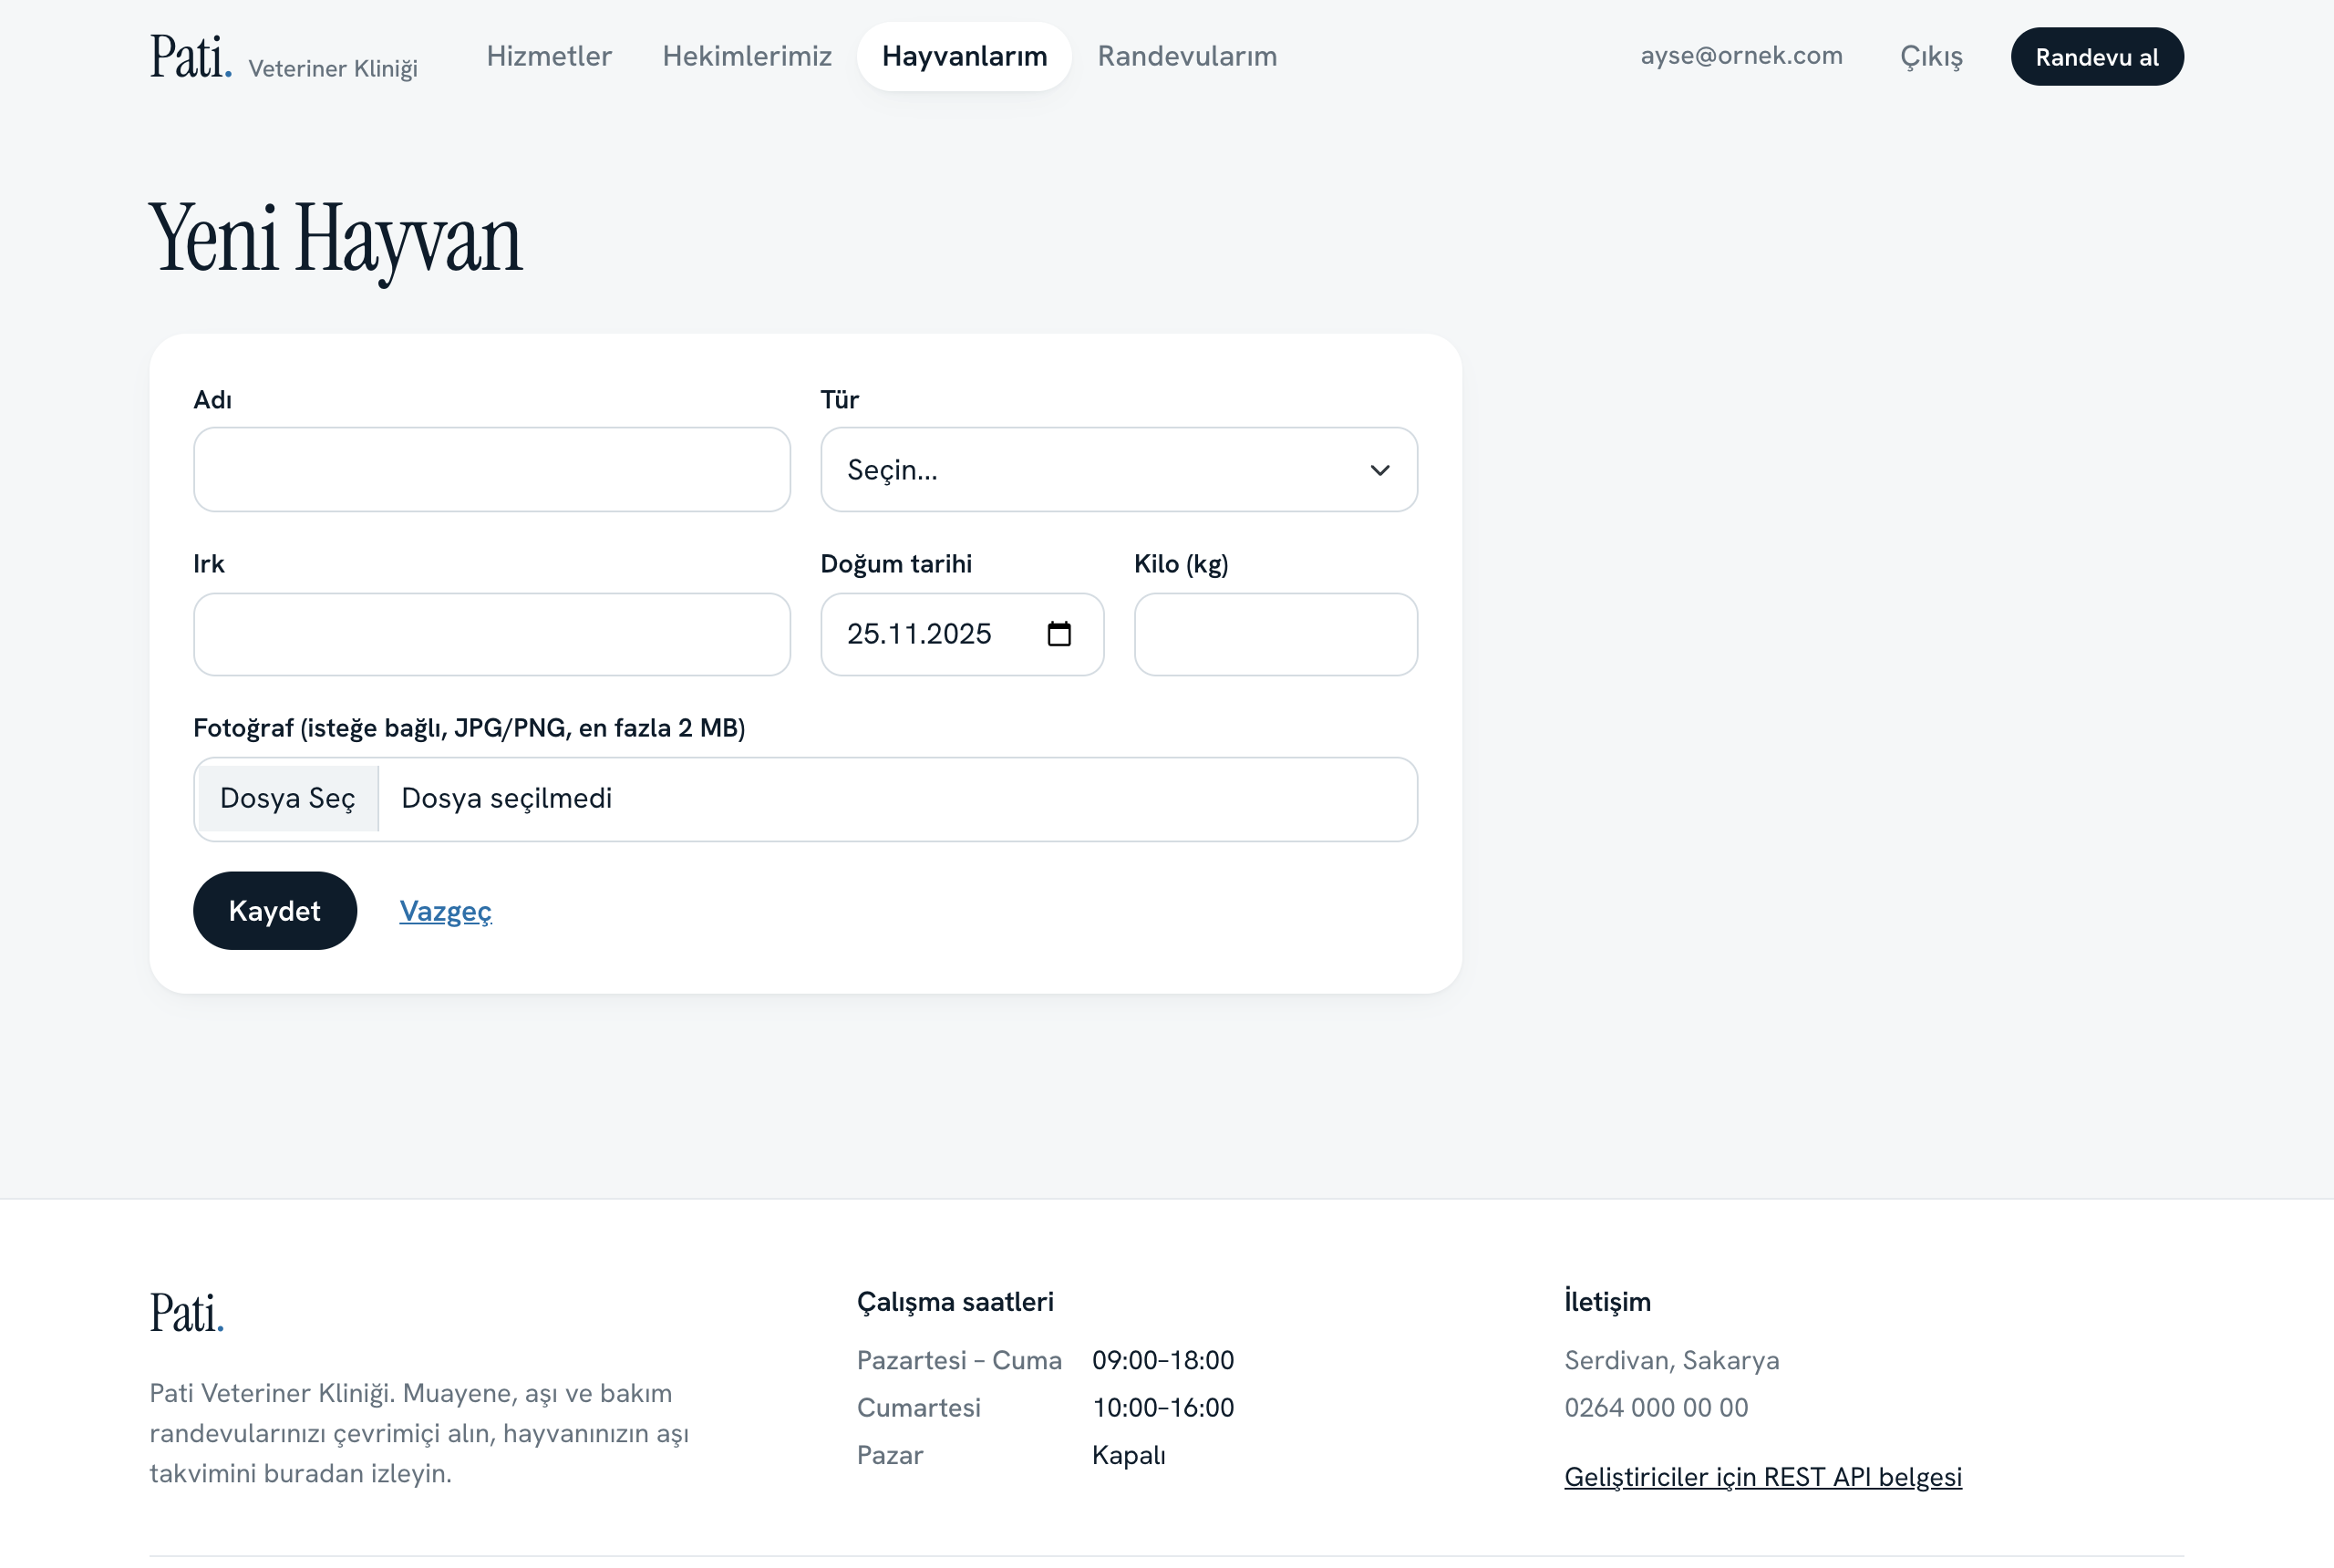 Pati. Veteriner Kliniği
Hizmetler
Hekimlerimiz
Hayvanlarım
Randevularım
ayse@ornek.com
Çıkış
Randevu al
Yeni Hayvan
Adı
Tür
Seçin...
Irk
Doğum tarihi
Kilo (kg)
25.11.2025
Fotoğraf (isteğe bağlı, JPG/PNG, en fazla 2 MB)
Dosya Seç
Dosya seçilmedi
Kaydet
Vazgeç
Pati.
Pati Veteriner Kliniği. Muayene, aşı ve bakım
randevularınızı çevrimiçi alın, hayvanınızın aşı
takvimini buradan izleyin.
Çalışma saatleri
Pazartesi – Cuma 09:00–18:00
Cumartesi 10:00–16:00
Pazar Kapalı
İletişim
Serdivan, Sakarya
0264 000 00 00
Geliştiriciler için REST API belgesi